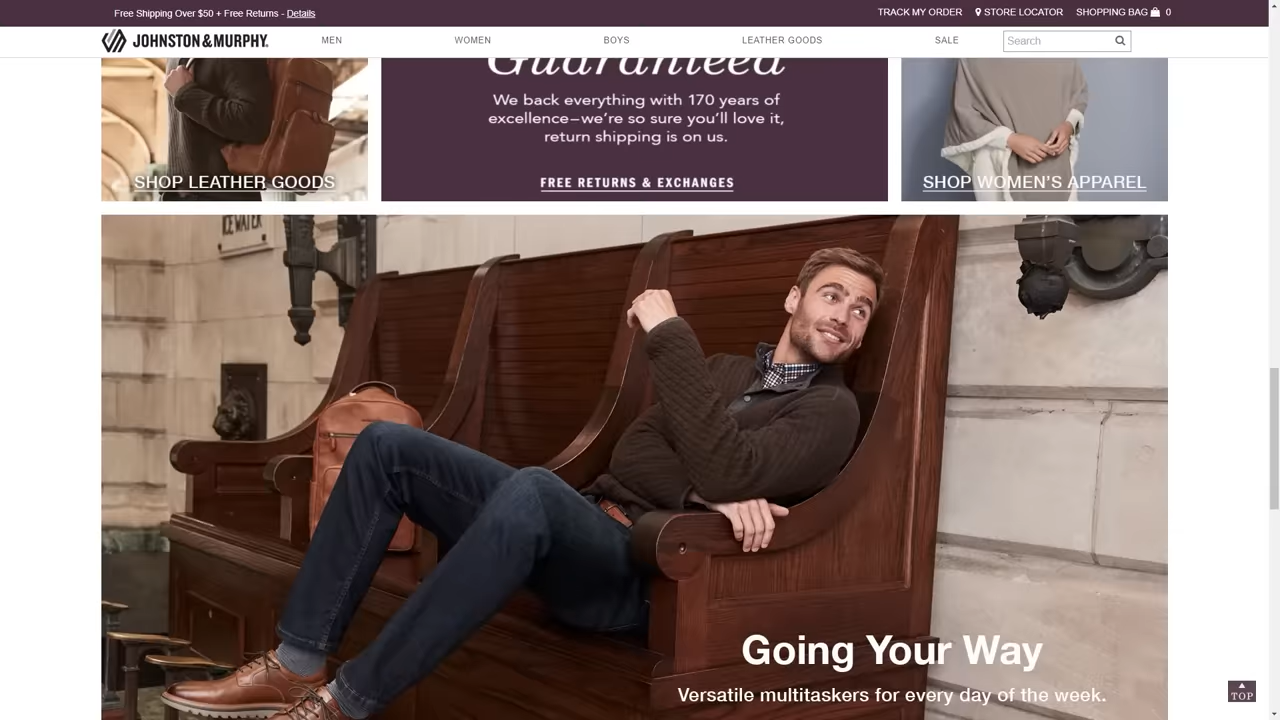 Free Shipping Over $50 + Free Returns - Details
TRACK MY ORDER
STORE LOCATOR
SHOPPING BAG 0
JOHNSTON & MURPHY®
MEN
WOMEN
BOYS
LEATHER GOODS
SALE
Search
Guaranteed
We back everything with 170 years of
excellence–we're so sure you'll love it,
return shipping is on us.
SHOP LEATHER GOODS
FREE RETURNS & EXCHANGES
SHOP WOMEN'S APPAREL
ICE WATER
Going Your Way
Versatile multitaskers for every day of the week.
TOP